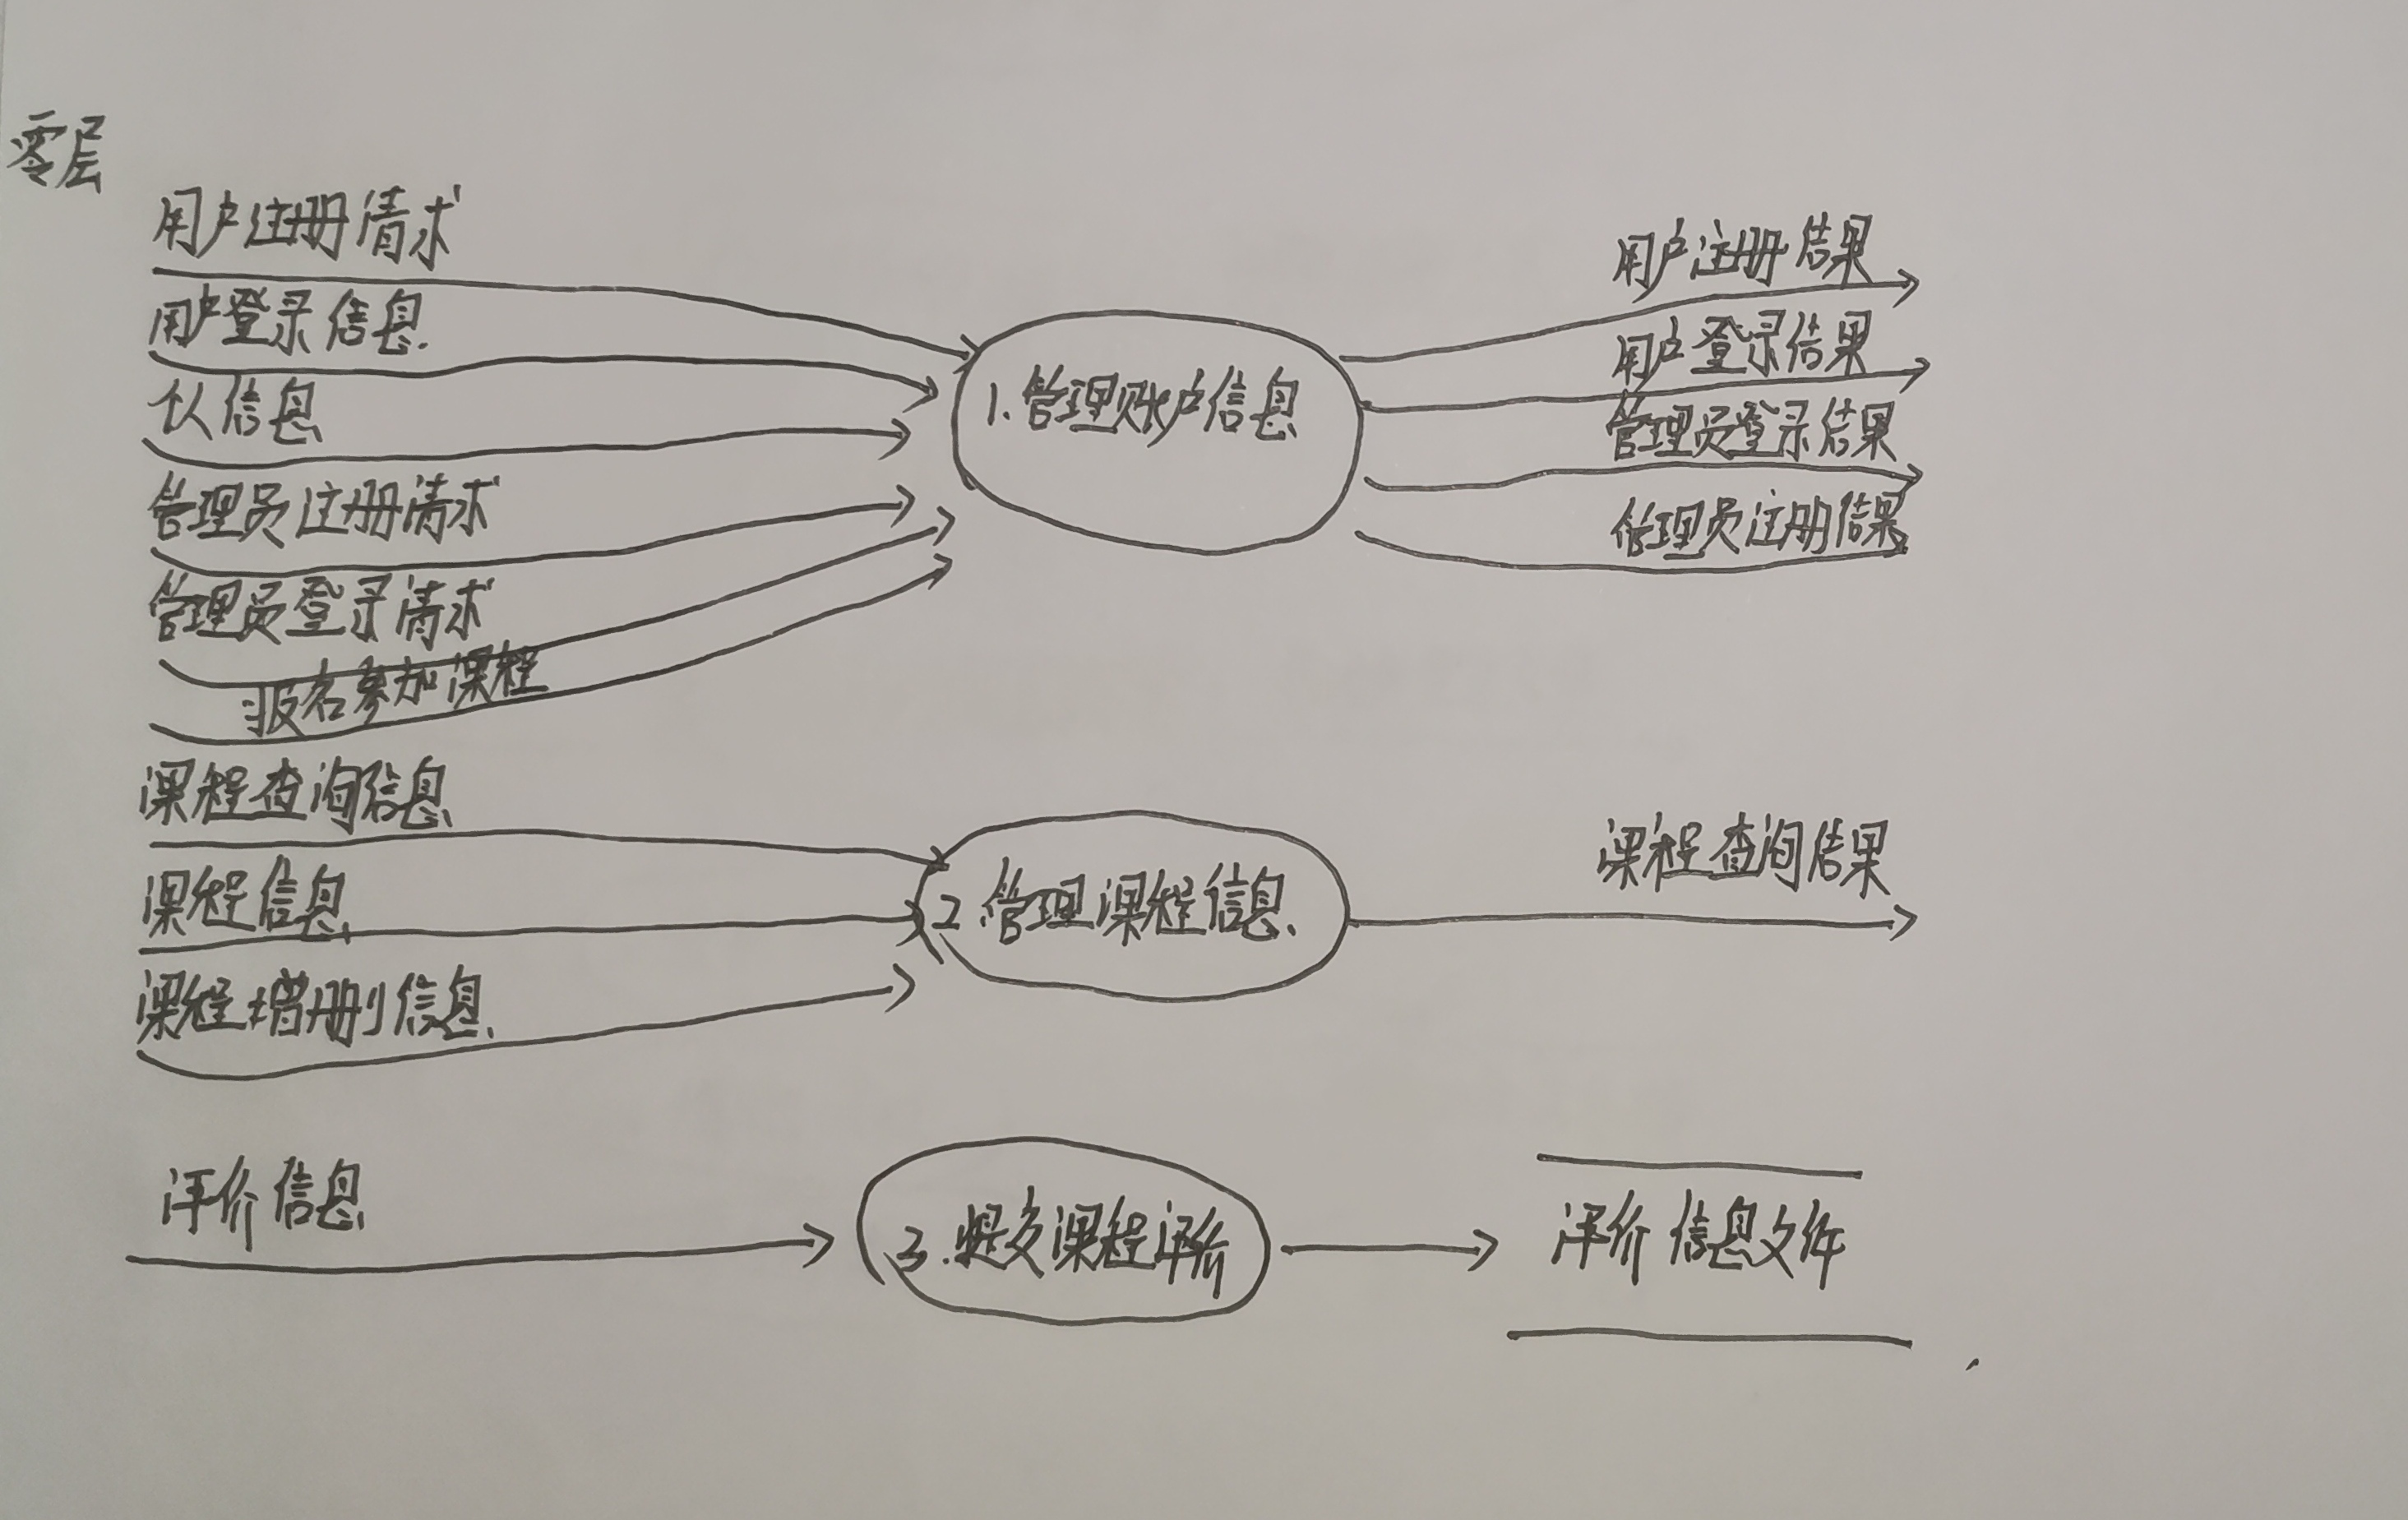 零层
用户注册请求
用户登录信息
个人信息
管理员注册请求
管理员登录请求
报名参加课程
1.管理账户信息
用户注册结果
用户登录结果
管理员登录结果
管理员注册结果
课程查询信息
课程信息
课程增删信息
2.管理课程信息
课程查询结果
评价信息
3.提交课程评价
评价信息文件